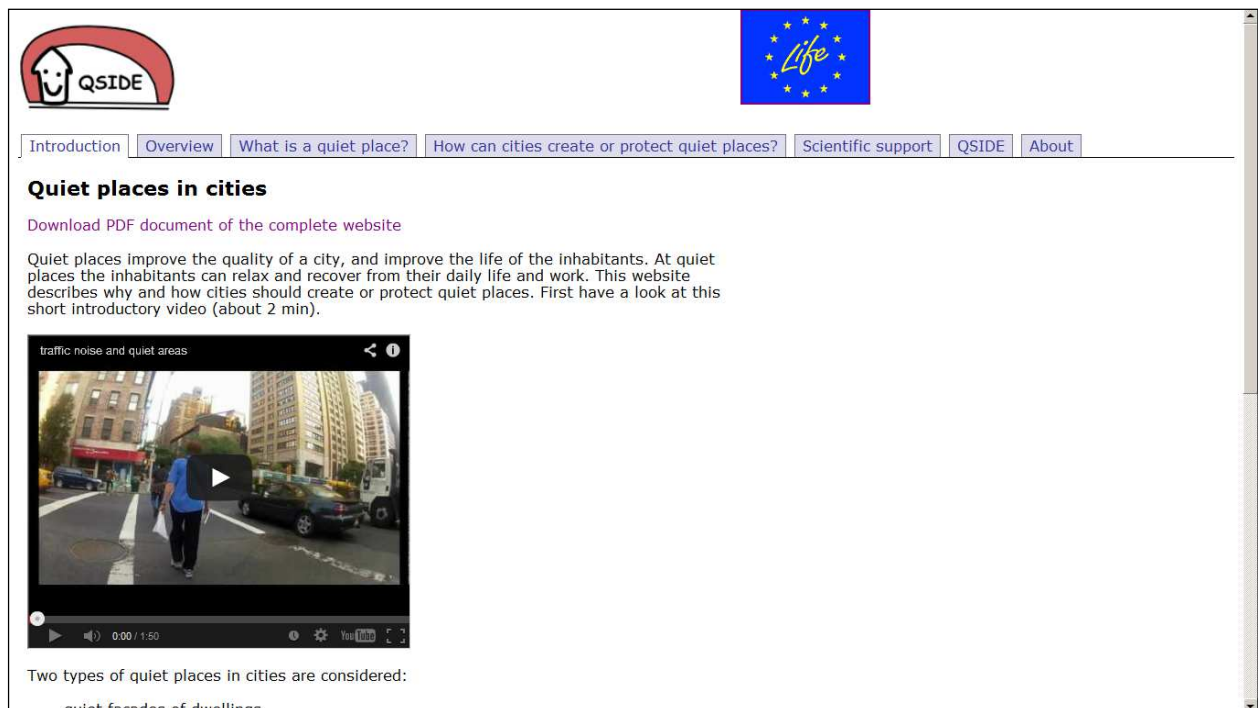 QSIDE
Life
Introduction
Overview
What is a quiet place?
How can cities create or protect quiet places?
Scientific support
QSIDE
About
Quiet places in cities
Download PDF document of the complete website
Quiet places improve the quality of a city, and improve the life of the inhabitants. At quiet
places the inhabitants can relax and recover from their daily life and work. This website
describes why and how cities should create or protect quiet places. First have a look at this
short introductory video (about 2 min).
traffic noise and quiet areas
0:00 / 1:50
YouTube
Two types of quiet places in cities are considered:
quiet facades of dwellings